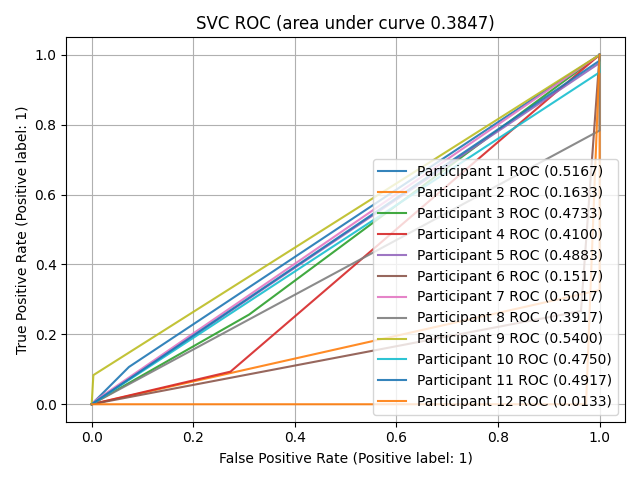 SVC ROC (area under curve 0.3847)
1.0
0.8
0.6
0.4
0.2
0.0
True Positive Rate (Positive label: 1)
Participant 1 ROC (0.5167)
Participant 2 ROC (0.1633)
Participant 3 ROC (0.4733)
Participant 4 ROC (0.4100)
Participant 5 ROC (0.4883)
Participant 6 ROC (0.1517)
Participant 7 ROC (0.5017)
Participant 8 ROC (0.3917)
Participant 9 ROC (0.5400)
Participant 10 ROC (0.4750)
Participant 11 ROC (0.4917)
Participant 12 ROC (0.0133)
0.0 0.2 0.4 0.6 0.8 1.0
False Positive Rate (Positive label: 1)